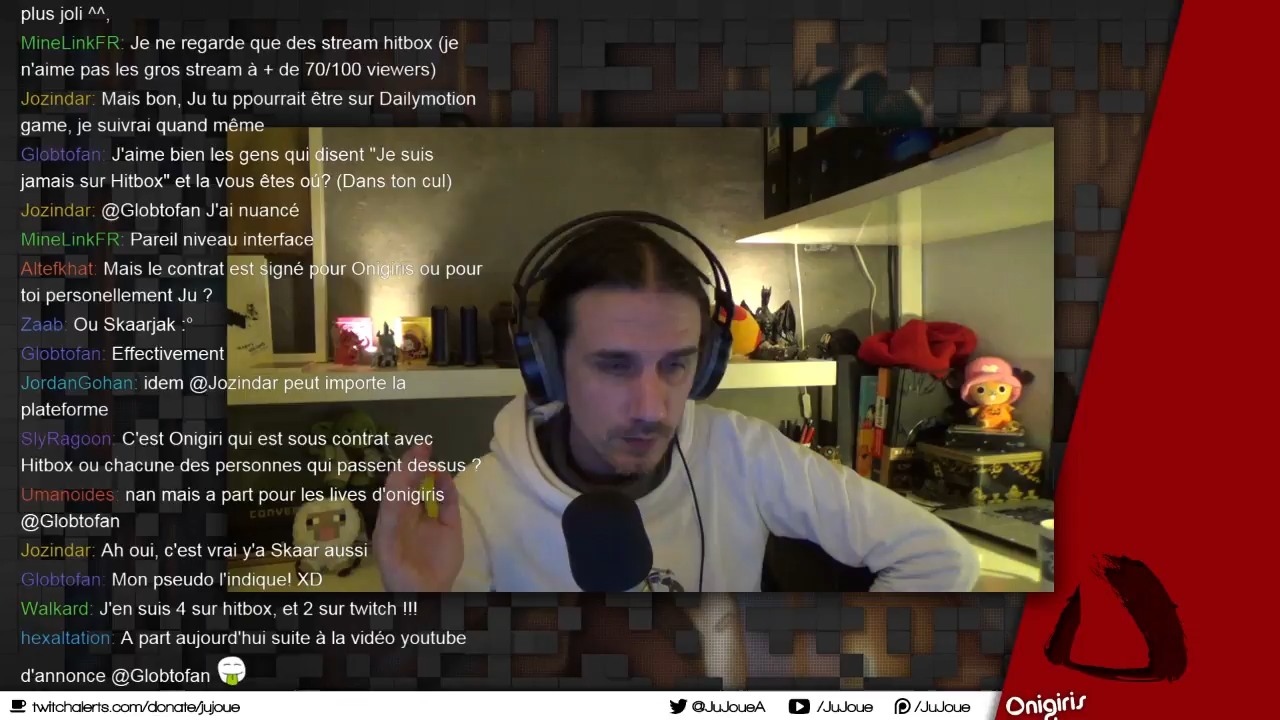 plus joli ^^,
MineLinkFR: Je ne regarde que des stream hitbox (je
n'aime pas les gros stream à + de 70/100 viewers)
Jozindar: Mais bon, Ju tu ppourrait être sur Dailymotion
game, je suivrai quand même
Globtofan: J'aime bien les gens qui disent "Je suis
jamais sur Hitbox" et la vous êtes oú? (Dans ton cul)
Jozindar: @Globtofan J'ai nuancé
MineLinkFR: Pareil niveau interface
Altefkhat: Mais le contrat est signé pour Onigiris ou pour
toi personellement Ju ?
Zaab: Ou Skaarjak :°
Globtofan: Effectivement
JordanGohan: idem @Jozindar peut importe la
plateforme
SlyRagoon: C'est Onigiri qui est sous contrat avec
Hitbox ou chacune des personnes qui passent dessus ?
Umanoides: nan mais a part pour les lives d'onigiris
@Globtofan
Jozindar: Ah oui, c'est vrai y'a Skaar aussi
Globtofan: Mon pseudo l'indique! XD
Walkard: J'en suis 4 sur hitbox, et 2 sur twitch !!!
hexaltation: A part aujourd'hui suite à la vidéo youtube
d'annonce @Globtofan
twitchalerts.com/donate/jujoue
@JuJoueA
/JuJoue
/JuJoue
Onigiris